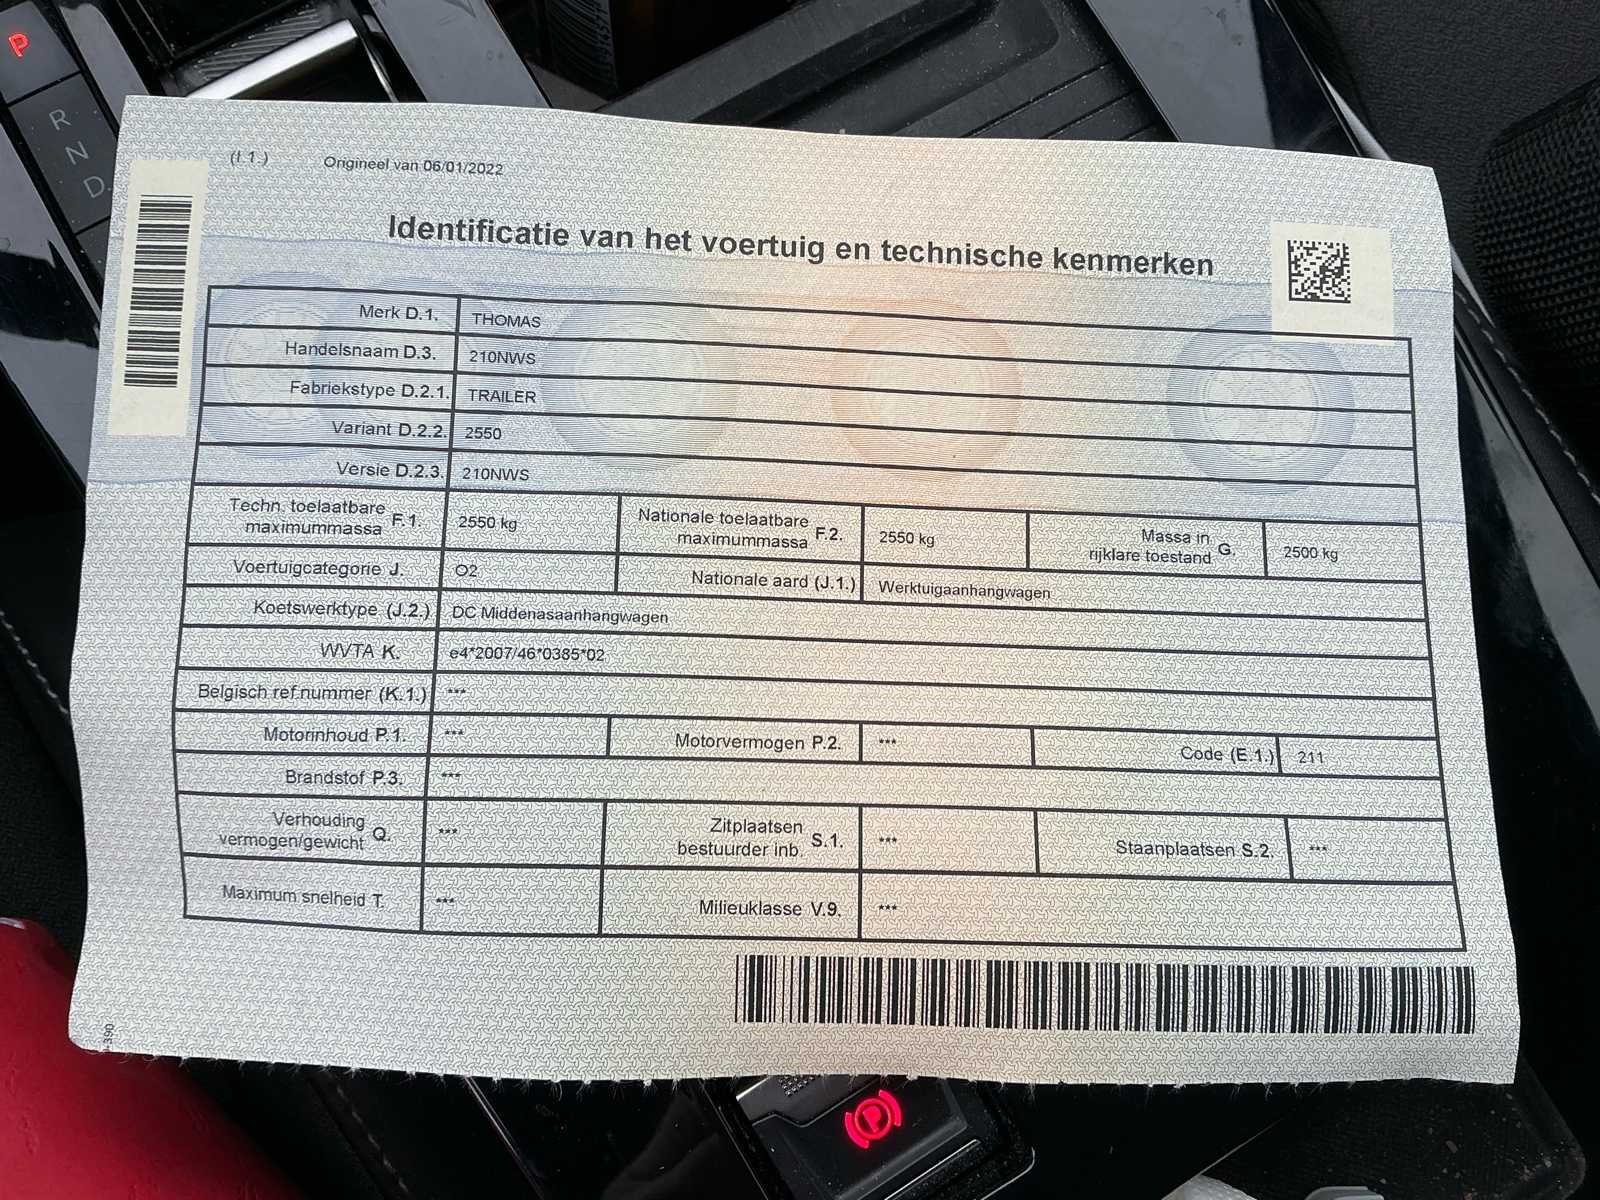 P
R
N
D
(I.1.) Origineel van 06/01/2022
Identificatie van het voertuig en technische kenmerken
Merk D.1. THOMAS
Handelsnaam D.3. 210NWS
Fabriekstype D.2.1. TRAILER
Variant D.2.2. 2550
Versie D.2.3. 210NWS
Techn. toelaatbare
maximummassa F.1. 2550 kg
Nationale toelaatbare
maximummassa F.2. 2550 kg
Massa in
rijklare toestand G. 2500 kg
Voertuigcategorie J. O2
Nationale aard (J.1.) Werktuigaanhangwagen
Koetswerktype (J.2.) DC Middenasaanhangwagen
WVTA K. e4*2007/46*0385*02
Belgisch ref.nummer (K.1.) ***
Motorinhoud P.1. ***
Motorvermogen P.2. ***
Code (E.1.) 211
Brandstof P.3. ***
Verhouding
vermogen/gewicht Q. ***
Zitplaatsen
bestuurder inb. S.1. ***
Staanplaatsen S.2. ***
Maximum snelheid T. ***
Milieuklasse V.9. ***
P